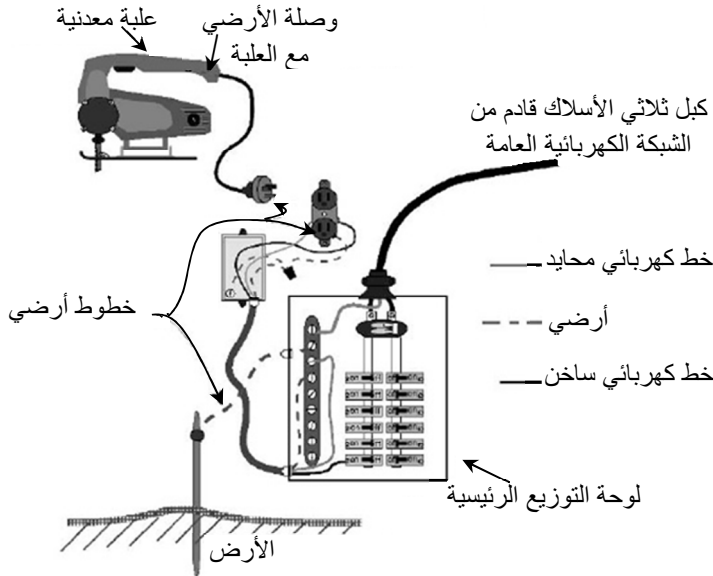 علبة معدنية
وصلة الأرضي
مع العلبة
كبل ثلاثي الأسلاك قادم من
الشبكة الكهربائية العامة
خط كهربائي محايد
أرضي
خط كهربائي ساخن
خطوط أرضي
لوحة التوزيع الرئيسية
الأرض